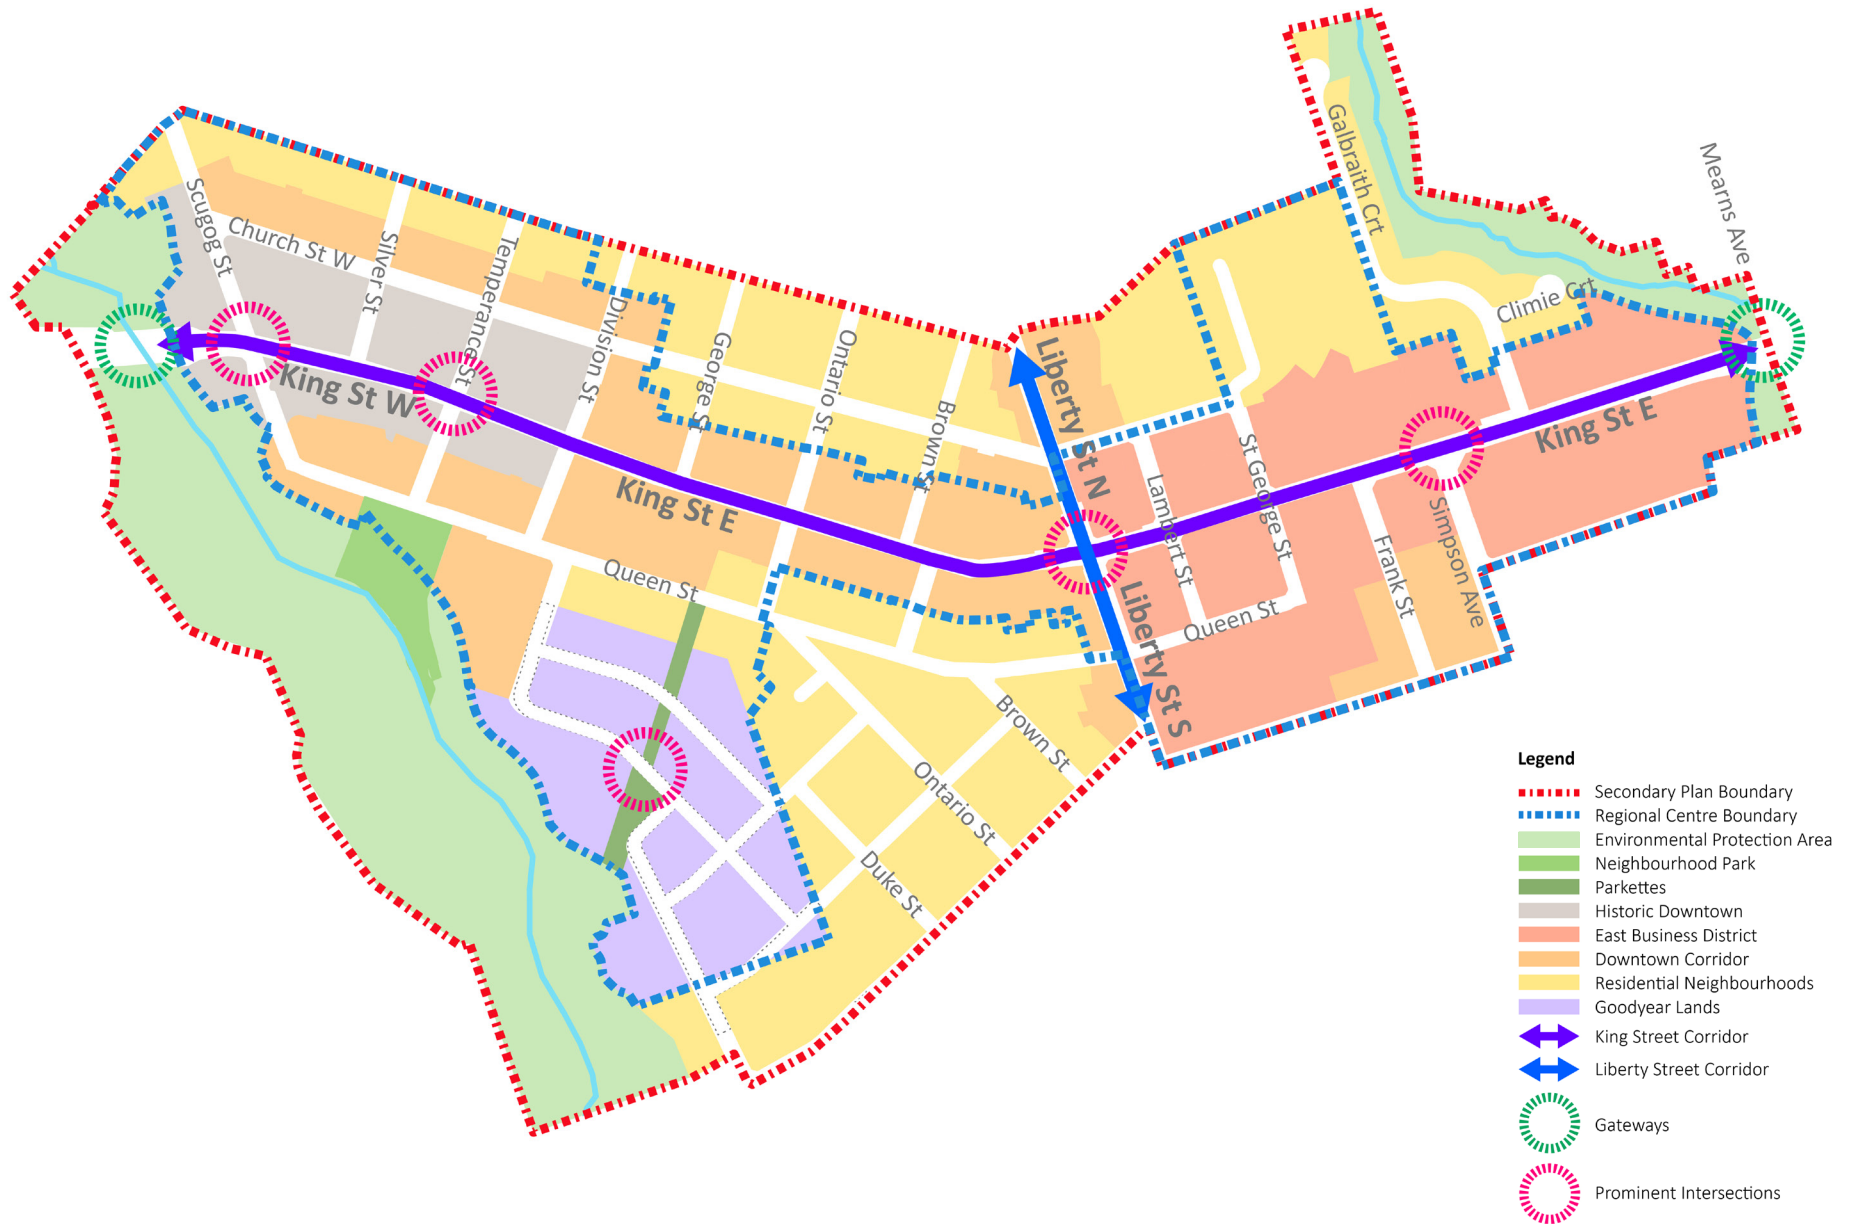 Mearns Ave
Galbraith Crt
Scugog St
Church St W
Silver St
Temperance St
Division St
George St
Ontario St
Brown St
Liberty St N
Climie Crt
King St W
King St E
King St E
Lambert St
St George St
Frank St
Simpson Ave
Queen St
Queen St
Liberty St S
Brown St
Ontario St
Duke St
Legend
Secondary Plan Boundary
Regional Centre Boundary
Environmental Protection Area
Neighbourhood Park
Parkettes
Historic Downtown
East Business District
Downtown Corridor
Residential Neighbourhoods
Goodyear Lands
King Street Corridor
Liberty Street Corridor
Gateways
Prominent Intersections